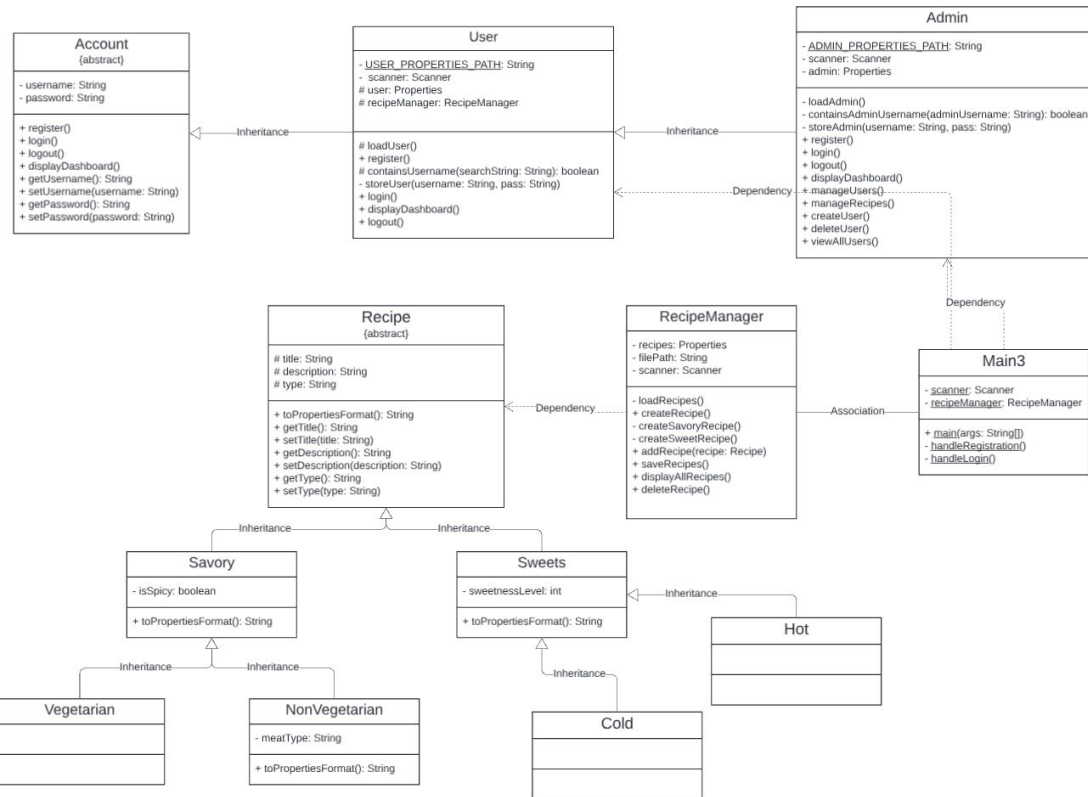 Account
{abstract}
- username: String
- password: String
+ register()
+ login()
+ logout()
+ displayDashboard()
+ getUsername(): String
+ setUsername(username: String)
+ getPassword(): String
+ setPassword(password: String)
Inheritance
User
- USER_PROPERTIES_PATH: String
- scanner: Scanner
# user: Properties
# recipeManager: RecipeManager
# loadUser()
+ register()
# containsUsername(searchString: String): boolean
- storeUser(username: String, pass: String)
+ login()
+ displayDashboard()
+ logout()
Inheritance
Dependency
Admin
- ADMIN_PROPERTIES_PATH: String
- scanner: Scanner
- admin: Properties
- loadAdmin()
- containsAdminUsername(adminUsername: String): boolean
- storeAdmin(username: String, pass: String)
+ register()
+ login()
+ logout()
+ displayDashboard()
+ manageUsers()
+ manageRecipes()
+ createUser()
+ deleteUser()
+ viewAllUsers()
Dependency
Recipe
{abstract}
# title: String
# description: String
# type: String
+ toPropertiesFormat(): String
+ getTitle(): String
+ setTitle(title: String)
+ getDescription(): String
+ setDescription(description: String)
+ getType(): String
+ setType(type: String)
Dependency
RecipeManager
- recipes: Properties
- filePath: String
- scanner: Scanner
- loadRecipes()
+ createRecipe()
- createSavoryRecipe()
- createSweetRecipe()
+ addRecipe(recipe: Recipe)
+ saveRecipes()
+ displayAllRecipes()
+ deleteRecipe()
Association
Main3
- scanner: Scanner
- recipeManager: RecipeManager
+ main(args: String[])
- handleRegistration()
- handleLogin()
Inheritance
Inheritance
Savory
- isSpicy: boolean
+ toPropertiesFormat(): String
Sweets
- sweetnessLevel: int
+ toPropertiesFormat(): String
Inheritance
Hot
Inheritance
Inheritance
Inheritance
Vegetarian
NonVegetarian
- meatType: String
+ toPropertiesFormat(): String
Cold